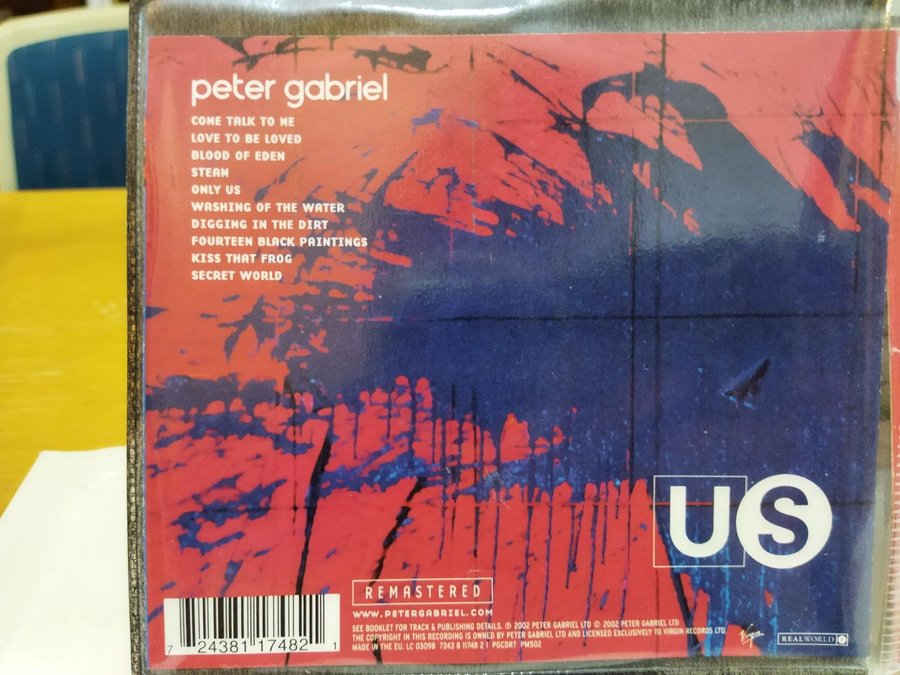 peter gabriel
COME TALK TO ME
LOVE TO BE LOVED
BLOOD OF EDEN
STEAM
ONLY US
WASHING OF THE WATER
DIGGING IN THE DIRT
FOURTEEN BLACK PAINTINGS
KISS THAT FROG
SECRET WORLD
US
REMASTERED
WWW.PETERGABRIEL.COM
SEE BOOKLET FOR TRACK & PUBLISHING DETAILS. ℗ 2002 PETER GABRIEL LTD © 2002 PETER GABRIEL LTD
THE COPYRIGHT IN THIS RECORDING IS OWNED BY PETER GABRIEL LTD AND LICENSED EXCLUSIVELY TO VIRGIN RECORDS LTD.
MADE IN THE EU. LC 03098 7243 8 11748 2 1 PGCDR7 PM502
7 24381 17482 1
Virgin
REALWORLD